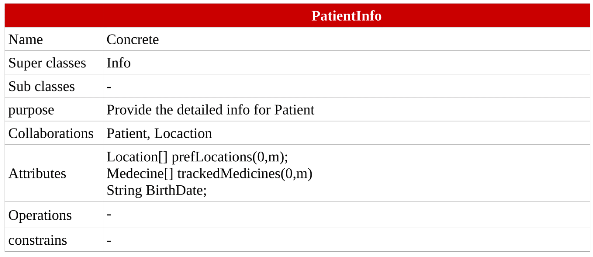 PatientInfo
Name Concrete
Super classes Info
Sub classes -
purpose Provide the detailed info for Patient
Collaborations Patient, Locaction
Attributes Location[] prefLocations(0,m);
Medecine[] trackedMedicines(0,m)
String BirthDate;
Operations -
constrains -